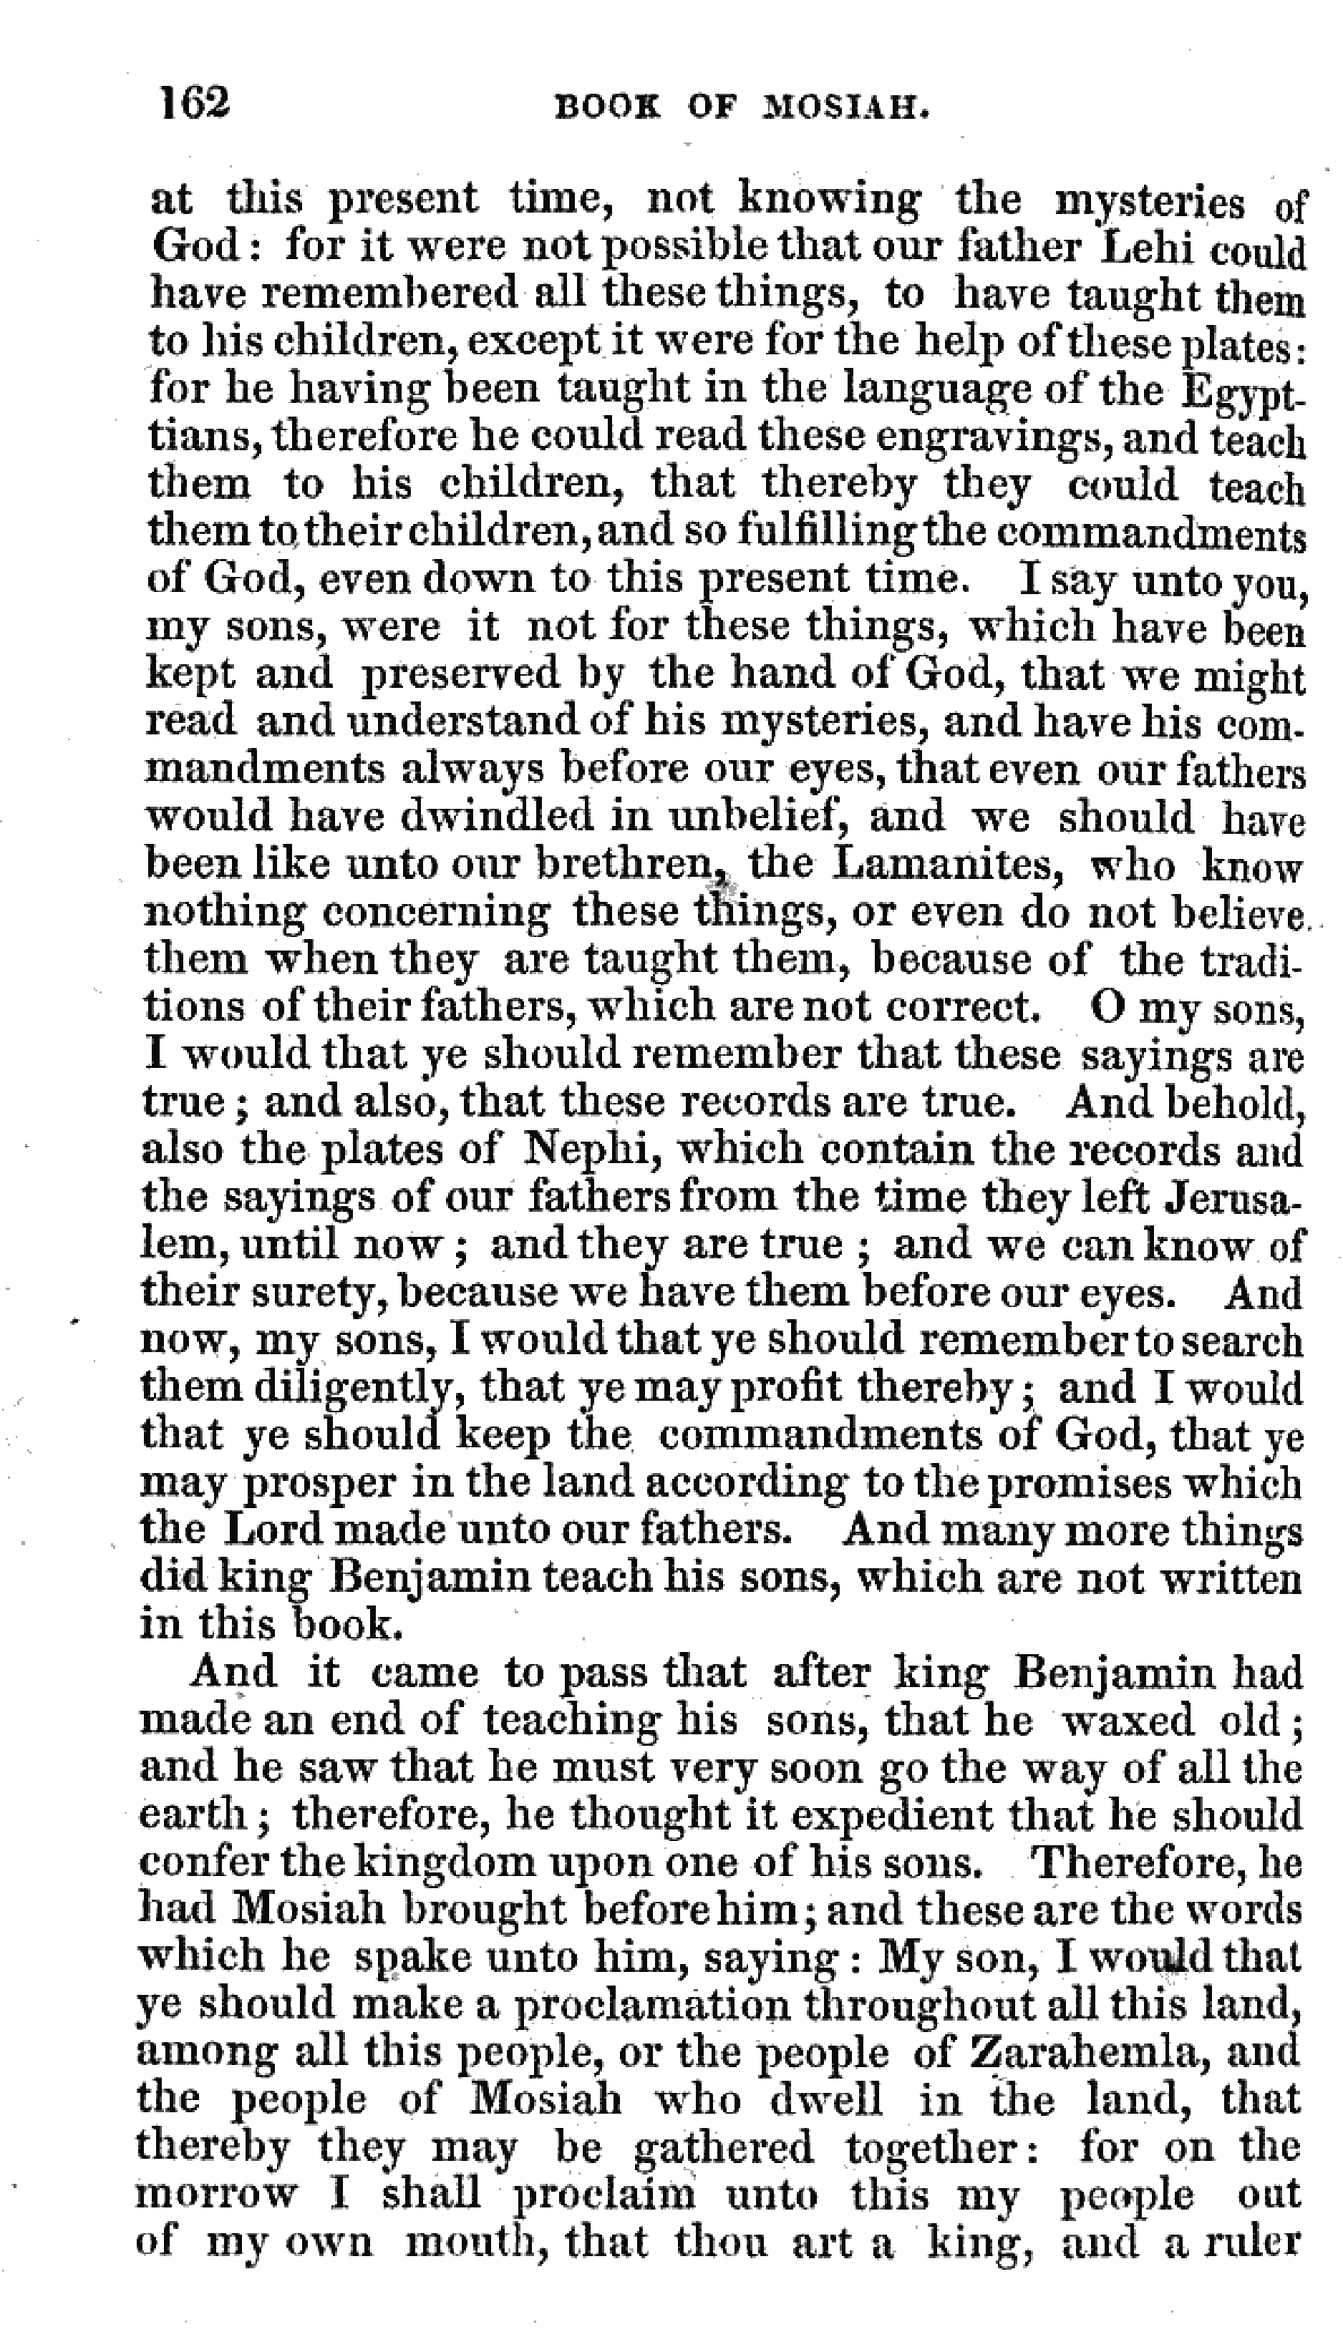 162 BOOK OF MOSIAH.
at this present time, not knowing the mysteries of
God: for it were not possible that our father Lehi could
have remembered all these things, to have taught them
to his children, except it were for the help of these plates:
for he having been taught in the language of the Egypt-
tians, therefore he could read these engravings, and teach
them to his children, that thereby they could teach
them to their children, and so fulfilling the commandments
of God, even down to this present time. I say unto you,
my sons, were it not for these things, which have been
kept and preserved by the hand of God, that we might
read and understand of his mysteries, and have his com-
mandments always before our eyes, that even our fathers
would have dwindled in unbelief, and we should have
been like unto our brethren, the Lamanites, who know
nothing concerning these things, or even do not believe
them when they are taught them, because of the tradi-
tions of their fathers, which are not correct. O my sons,
I would that ye should remember that these sayings are
true; and also, that these records are true. And behold,
also the plates of Nephi, which contain the records and
the sayings of our fathers from the time they left Jerusa-
lem, until now; and they are true; and we can know of
their surety, because we have them before our eyes. And
now, my sons, I would that ye should remember to search
them diligently, that ye may profit thereby; and I would
that ye should keep the commandments of God, that ye
may prosper in the land according to the promises which
the Lord made unto our fathers. And many more things
did king Benjamin teach his sons, which are not written
in this book.
And it came to pass that after king Benjamin had
made an end of teaching his sons, that he waxed old;
and he saw that he must very soon go the way of all the
earth; therefore, he thought it expedient that he should
confer the kingdom upon one of his sons. Therefore, he
had Mosiah brought before him; and these are the words
which he spake unto him, saying: My son, I would that
ye should make a proclamation throughout all this land,
among all this people, or the people of Zarahemla, and
the people of Mosiah who dwell in the land, that
thereby they may be gathered together: for on the
morrow I shall proclaim unto this my people out
of my own mouth, that thou art a king, and a ruler